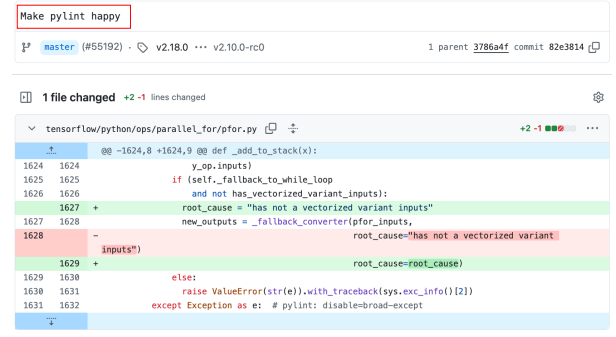 Make pylint happy
master (#55192) · v2.18.0 ··· v2.10.0-rc0 1 parent 3786a4f commit 82e3814
1 file changed +2 -1 lines changed
tensorflow/python/ops/parallel_for/pfor.py +2 -1 ···
@@ -1624,8 +1624,9 @@ def _add_to_stack(x):
1624 1624 y_op.inputs)
1625 1625 if (self._fallback_to_while_loop
1626 1626 and not has_vectorized_variant_inputs):
1627 + root_cause = "has not a vectorized variant inputs"
1627 1628 new_outputs = _fallback_converter(pfor_inputs,
1628 - root_cause="has not a vectorized variant
inputs")
1629 + root_cause=root_cause)
1629 1630 else:
1630 1631 raise ValueError(str(e)).with_traceback(sys.exc_info()[2])
1631 1632 except Exception as e: # pylint: disable=broad-except